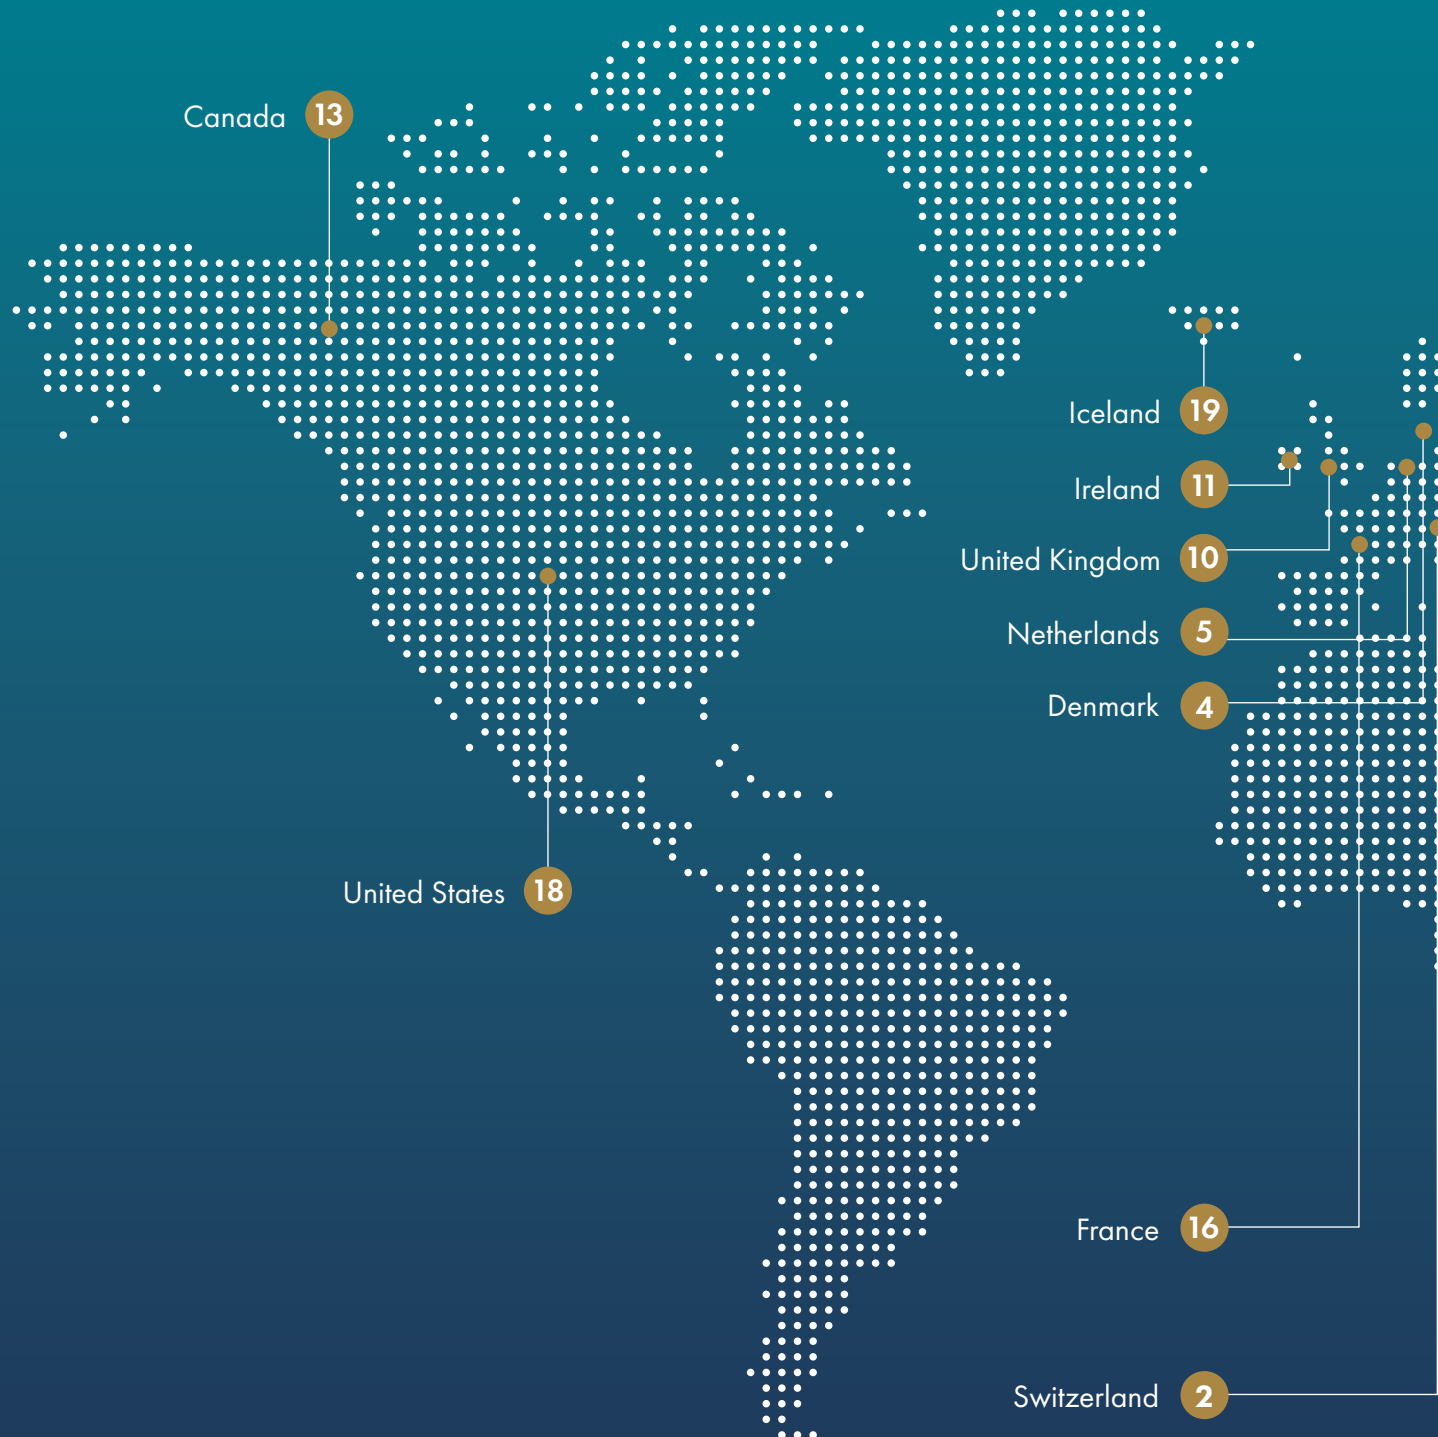 Canada 13
Iceland 19
Ireland 11
United Kingdom 10
Netherlands 5
Denmark 4
United States 18
France 16
Switzerland 2